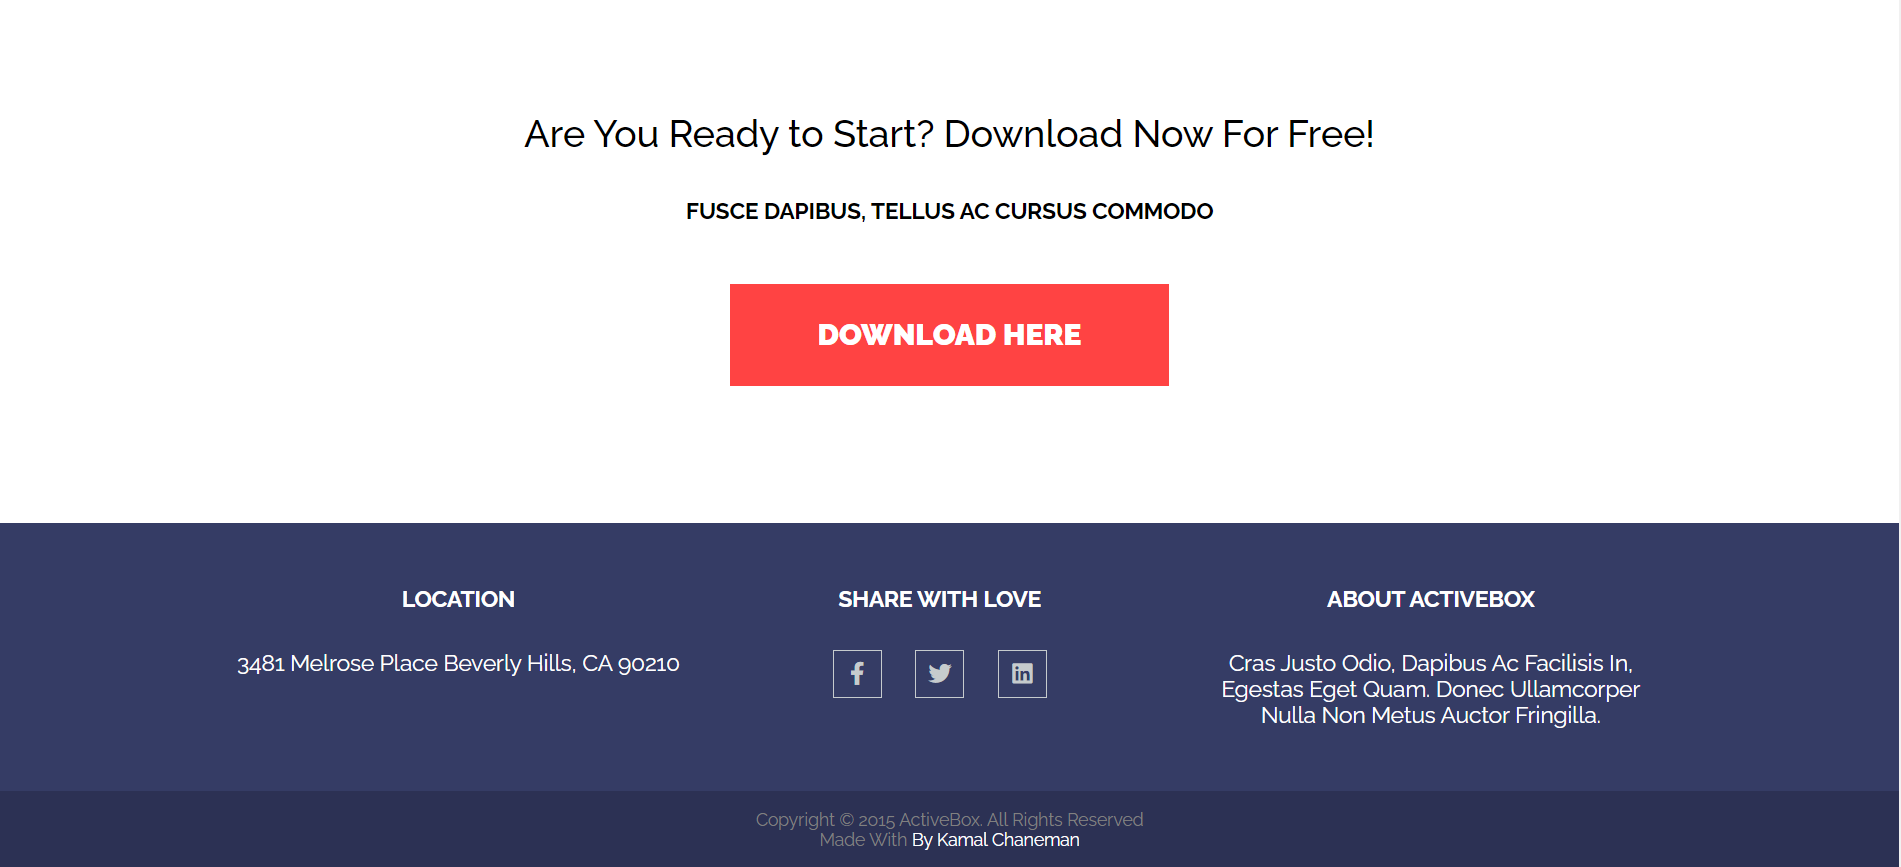 Are You Ready to Start? Download Now For Free!
FUSCE DAPIBUS, TELLUS AC CURSUS COMMODO
DOWNLOAD HERE
LOCATION
3481 Melrose Place Beverly Hills, CA 90210
SHARE WITH LOVE
ABOUT ACTIVEBOX
Cras Justo Odio, Dapibus Ac Facilisis In,
Egestas Eget Quam. Donec Ullamcorper
Nulla Non Metus Auctor Fringilla.
Copyright © 2015 ActiveBox. All Rights Reserved
Made With By Kamal Chaneman